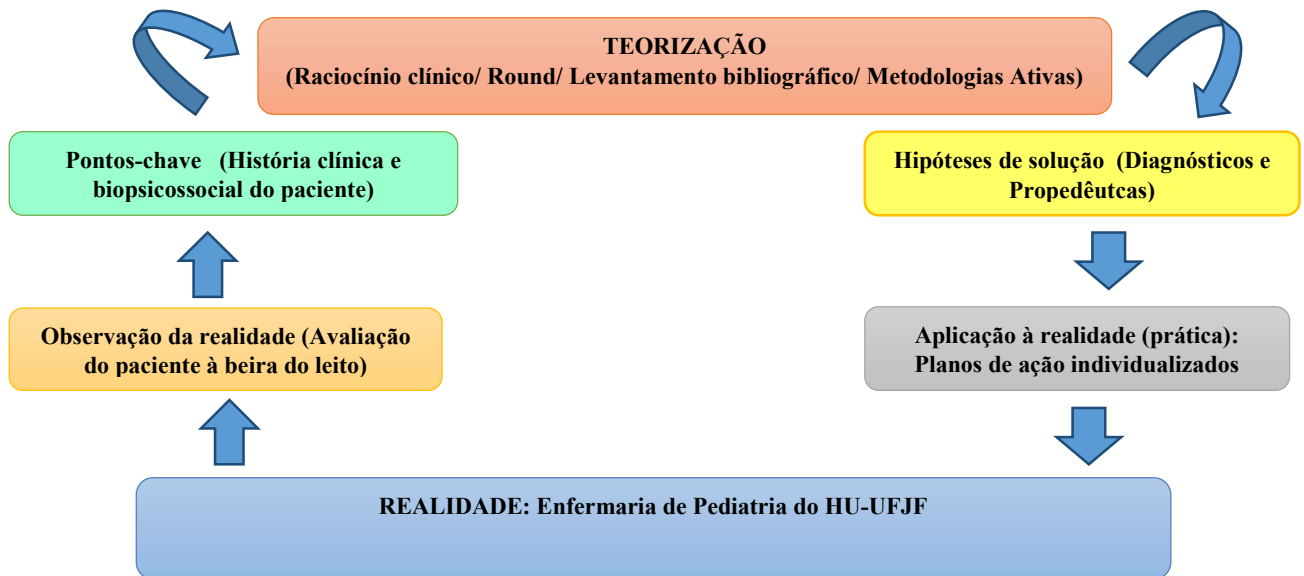 TEORIZAÇÃO
(Raciocínio clínico/ Round/ Levantamento bibliográfico/ Metodologias Ativas)
Pontos-chave (História clínica e
biopsicossocial do paciente)
Hipóteses de solução (Diagnósticos e
Propedêutcas)
Observação da realidade (Avaliação
do paciente à beira do leito)
Aplicação à realidade (prática):
Planos de ação individualizados
REALIDADE: Enfermaria de Pediatria do HU-UFJF